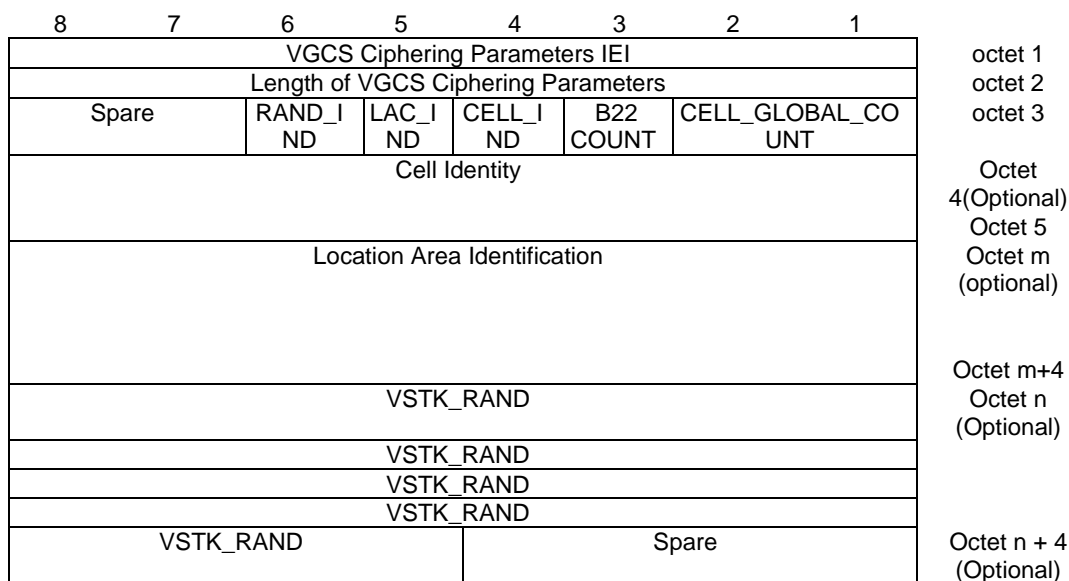 8 7 6 5 4 3 2 1
VGCS Ciphering Parameters IEI octet 1
Length of VGCS Ciphering Parameters octet 2
Spare RAND_I LAC_I CELL_I B22 CELL_GLOBAL_CO octet 3
ND ND ND COUNT UNT
Cell Identity Octet
4(Optional)
Octet 5
Location Area Identification Octet m
(optional)
Octet m+4
VSTK_RAND Octet n
(Optional)
VSTK_RAND
VSTK_RAND
VSTK_RAND
VSTK_RAND Spare Octet n + 4
(Optional)